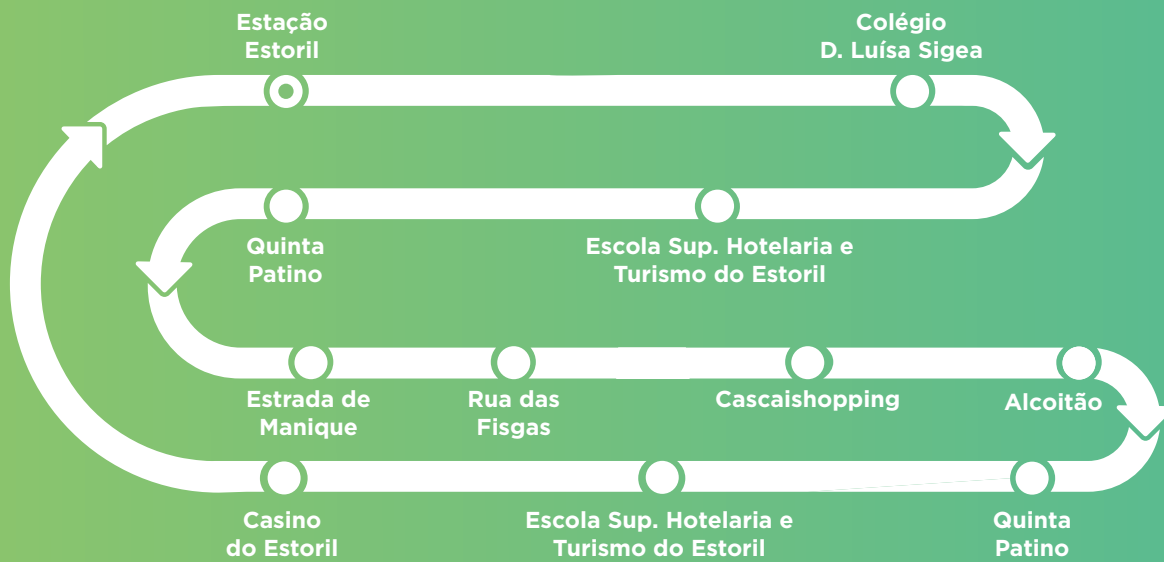 Estação
Estoril
Colégio
D. Luísa Sigea
Quinta
Patino
Escola Sup. Hotelaria e
Turismo do Estoril
Estrada de
Manique
Rua das
Fisgas
Cascaishopping
Alcoitão
Casino
do Estoril
Escola Sup. Hotelaria e
Turismo do Estoril
Quinta
Patino